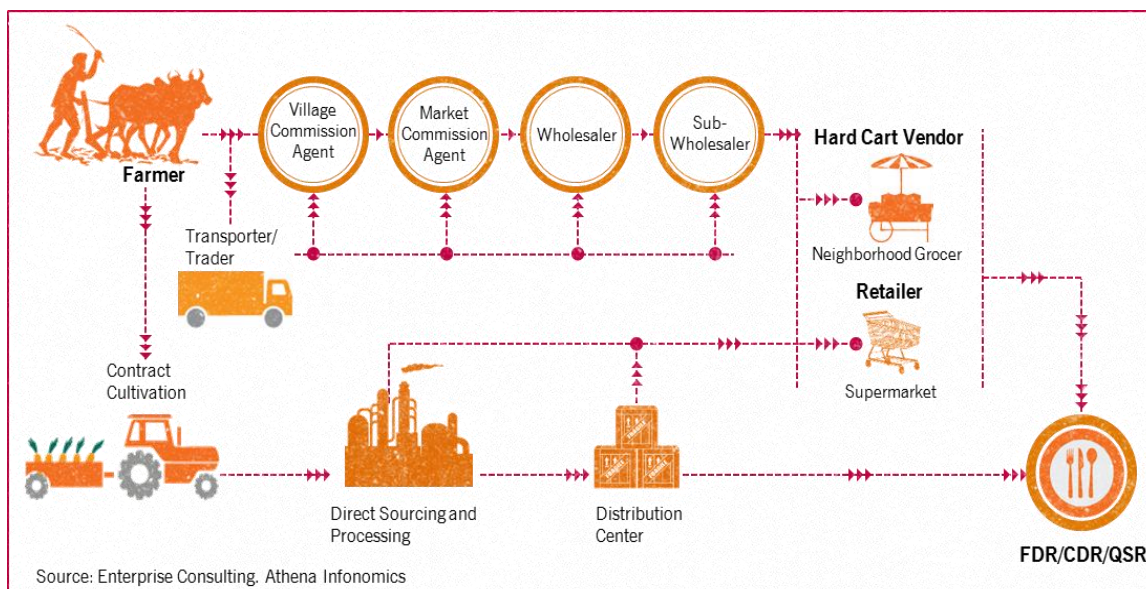 Village
Commission
Agent
Market
Commission
Agent
Wholesaler
Sub-
Wholesaler
Farmer
Hard Cart Vendor
Transporter/
Trader
Neighborhood Grocer
Retailer
Contract
Cultivation
Supermarket
Direct Sourcing and
Processing
Distribution
Center
FDR/CDR/QSR
Source: Enterprise Consulting. Athena Infonomics